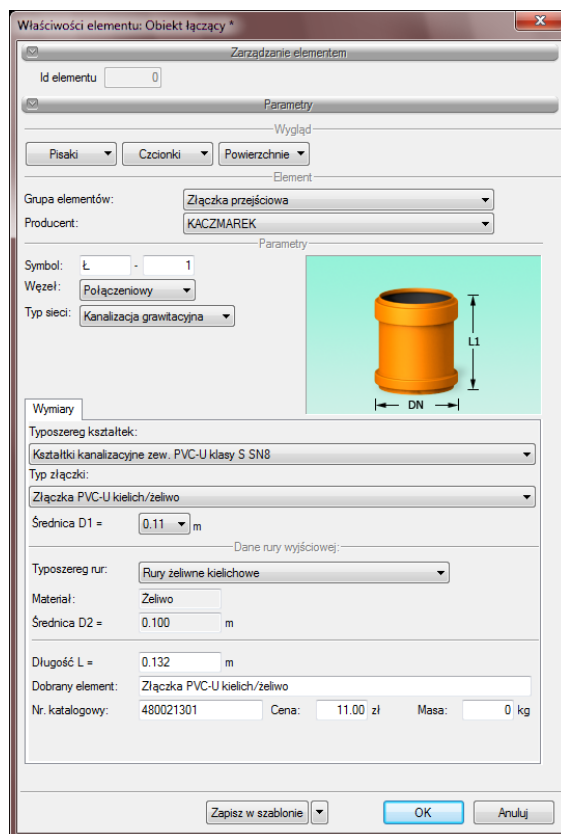 Właściwości elementu: Obiekt łączący *
Zarządzanie elementem
Id elementu 0
Parametry
Wygląd
Pisaki Czcionki Powierzchnie
Element
Grupa elementów: Złączka przejściowa
Producent: KACZMAREK
Parametry
Symbol: Ł - 1
Węzeł: Połączeniowy
Typ sieci: Kanalizacja grawitacyjna
L1
DN
Wymiary
Typoszereg kształtek:
Kształtki kanalizacyjne zew. PVC-U klasy S SN8
Typ złączki:
Złączka PVC-U kielich/żeliwo
Średnica D1 = 0.11 m
Dane rury wyjściowej:
Typoszereg rur: Rury żeliwne kielichowe
Materiał: Żeliwo
Średnica D2 = 0.100 m
Długość L = 0.132 m
Dobrany element: Złączka PVC-U kielich/żeliwo
Nr. katalogowy: 480021301 Cena: 11.00 zł Masa: 0 kg
Zapisz w szablonie OK Anuluj